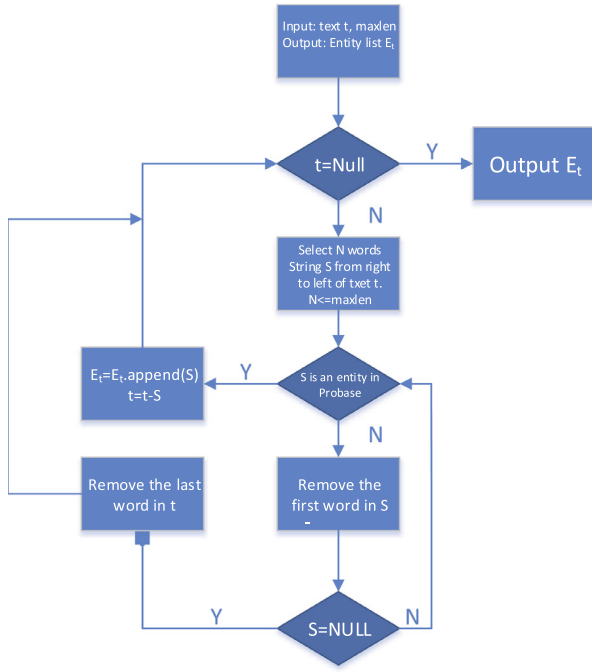 Input: text t, maxlen
Output: Entity list Eₜ
t=Null
Y
Output Eₜ
N
Select N words
String S from right
to left of txet t.
N<=maxlen
Eₜ=Eₜ.append(S)
t=t-S
Y
S is an entity in
Probase
N
Remove the last
word in t
Remove the
first word in S
Y
S=NULL
N